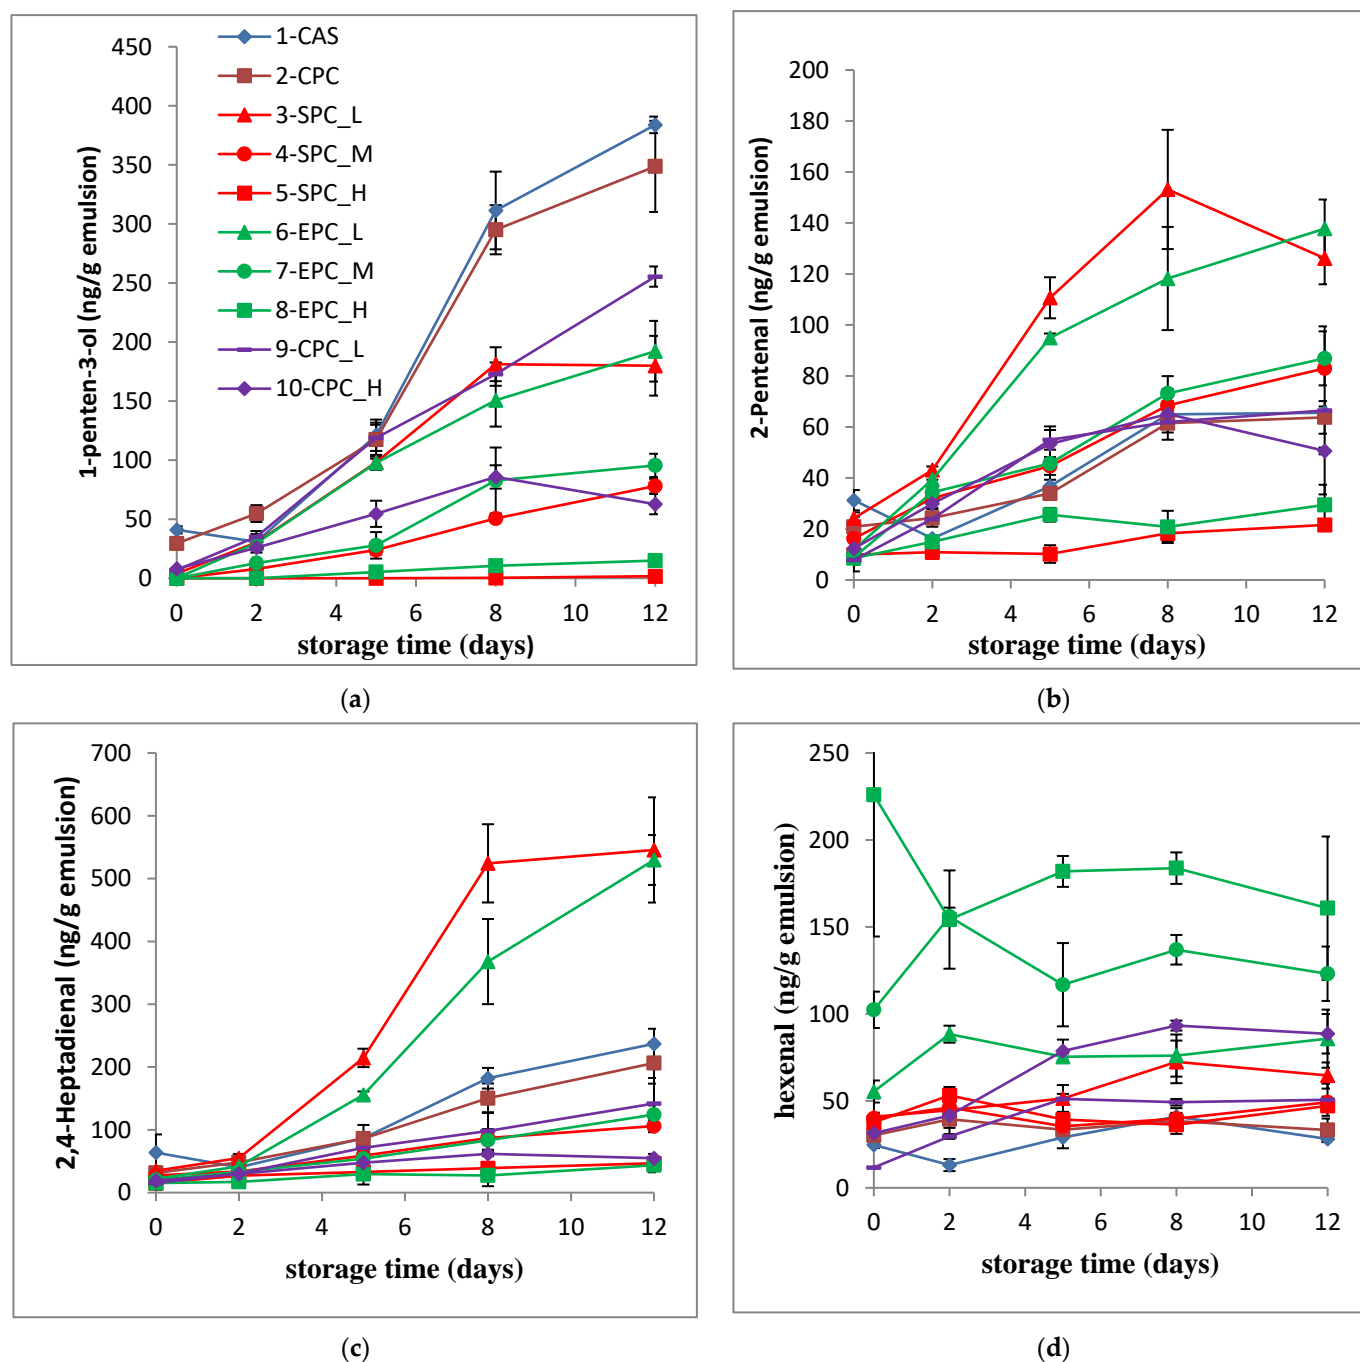 1-penten-3-ol (ng/g emulsion)
450
400
350
300
250
200
150
100
50
0
1-CAS
2-CPC
3-SPC_L
4-SPC_M
5-SPC_H
6-EPC_L
7-EPC_M
8-EPC_H
9-CPC_L
10-CPC_H
0 2 4 6 8 10 12
storage time (days)
(a)
2-Pentenal (ng/g emulsion)
200
180
160
140
120
100
80
60
40
20
0
0 2 4 6 8 10 12
storage time (days)
(b)
2,4-Heptadienal (ng/g emulsion)
700
600
500
400
300
200
100
0
0 2 4 6 8 10 12
storage time (days)
(c)
hexenal (ng/g emulsion)
250
200
150
100
50
0
0 2 4 6 8 10 12
storage time (days)
(d)